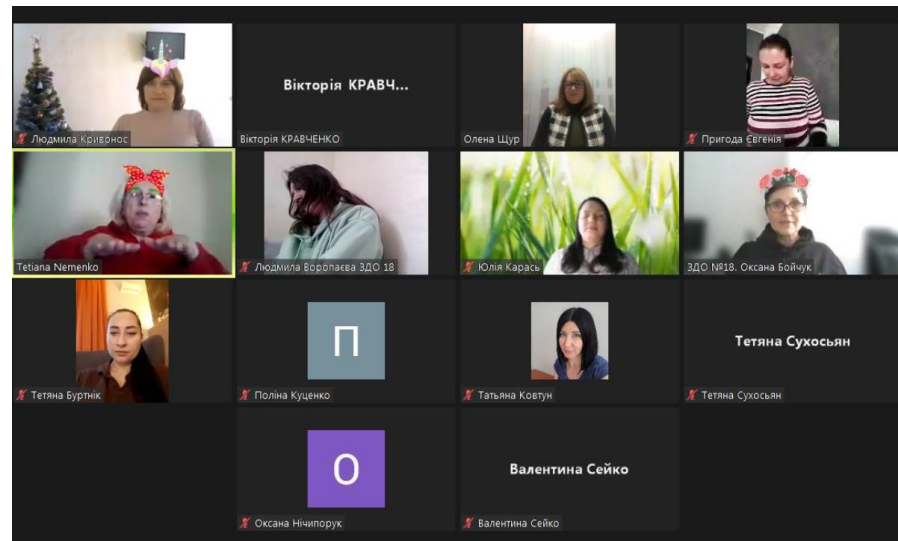 Людмила Кривонос
Вікторія КРАВЧ...
Вікторія КРАВЧЕНКО
Олена Щур
Пригода Євгенія
Tetiana Nemenko
Людмила Воропаєва ЗДО 18
Юлія Карась
ЗДО №18. Оксана Бойчук
Тетяна Буртнік
П
Поліна Куценко
Татьяна Ковтун
Тетяна Сухосьян
Тетяна Сухосьян
О
Оксана Нічипорук
Валентина Сейко
Валентина Сейко